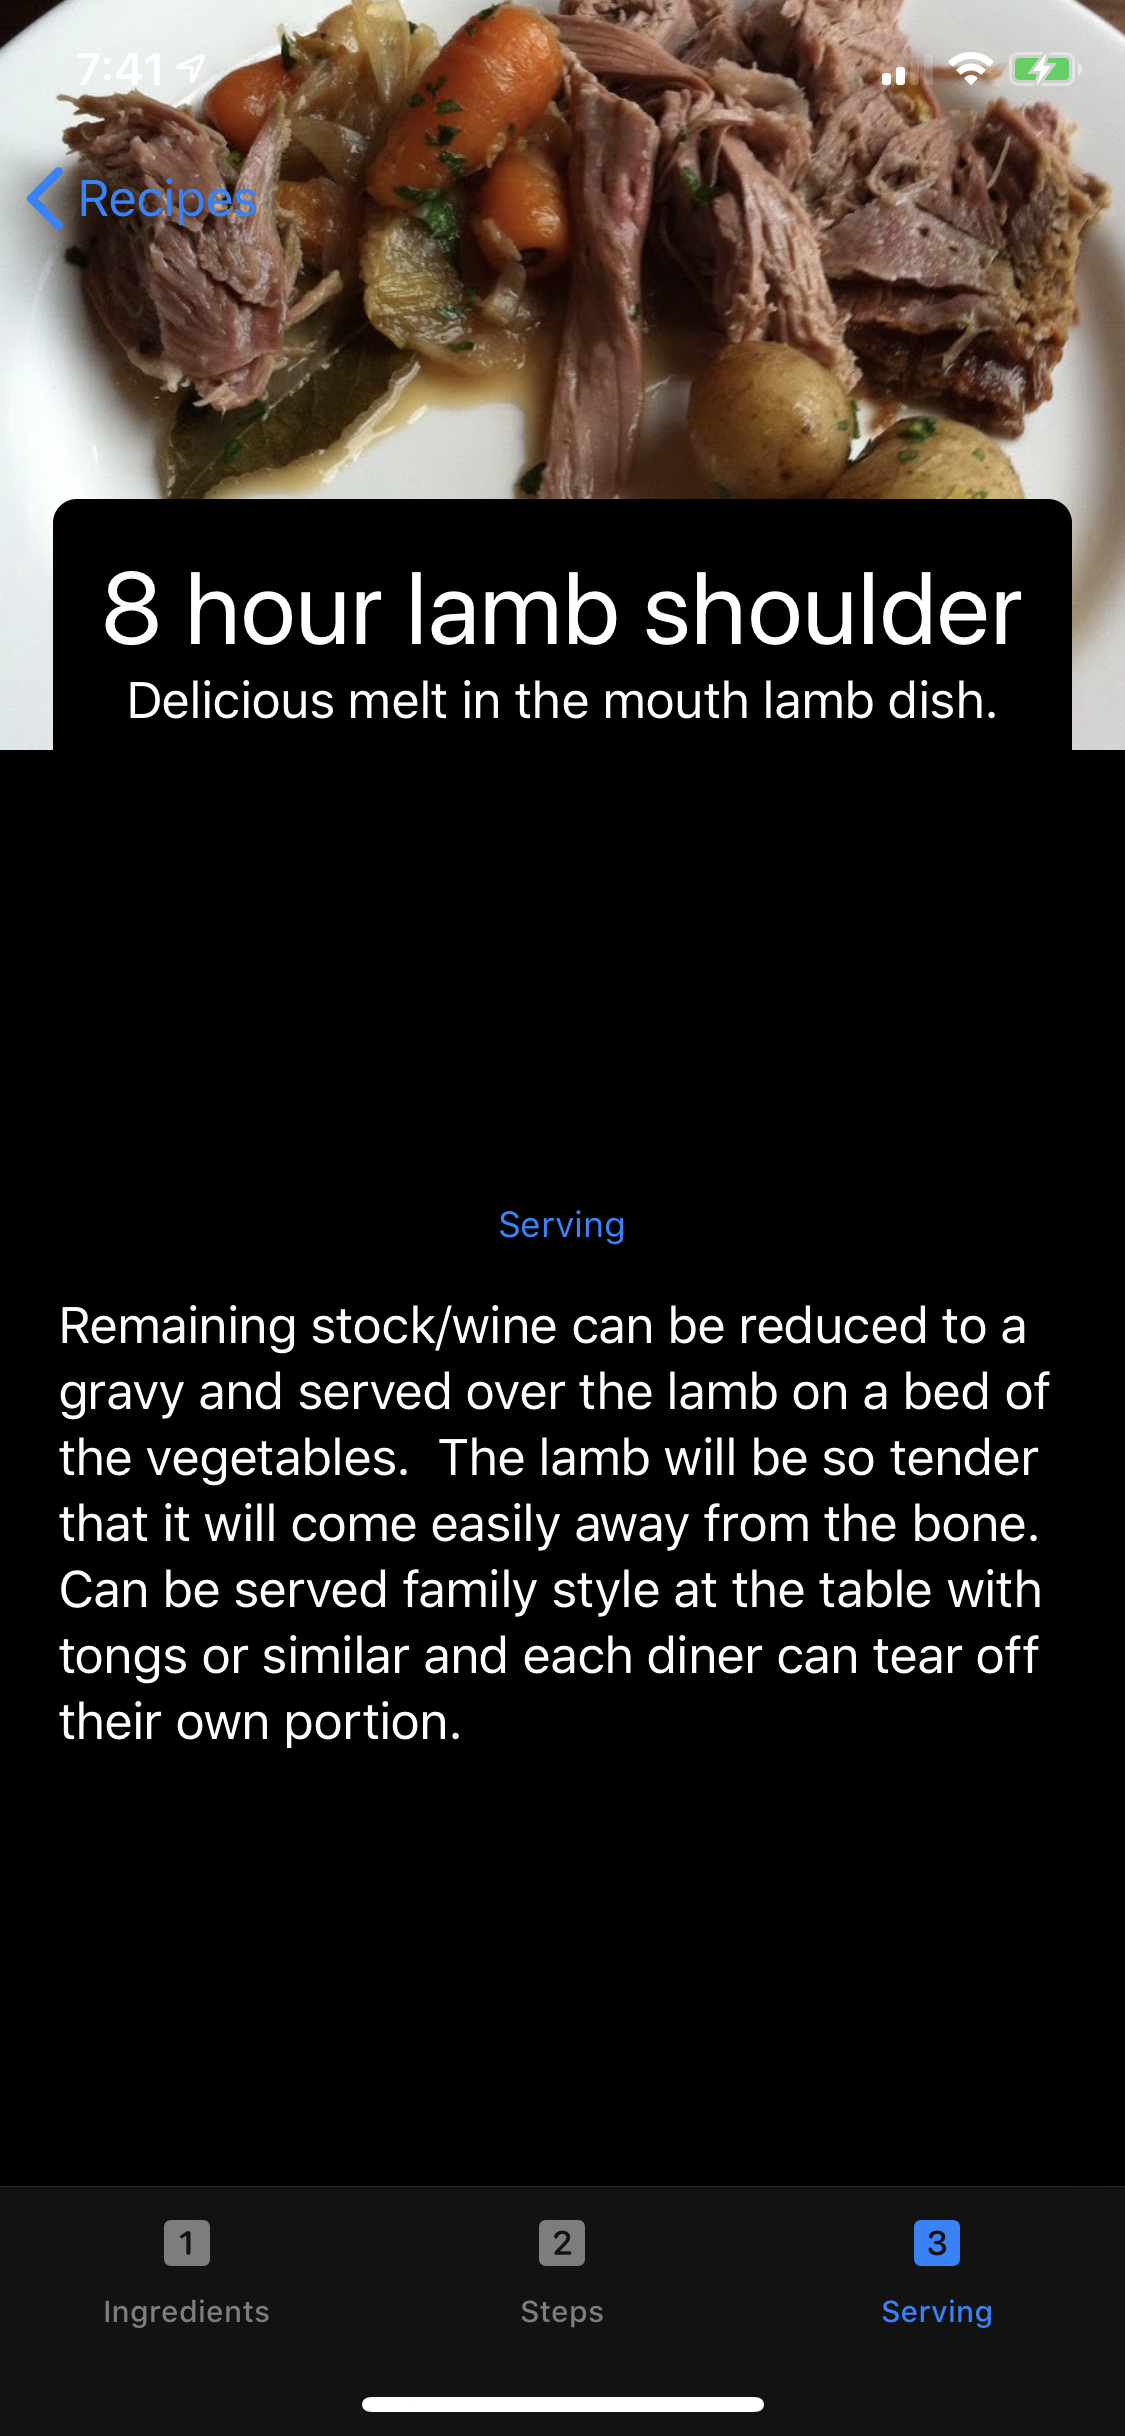 7:41
Recipes
8 hour lamb shoulder
Delicious melt in the mouth lamb dish.
Serving
Remaining stock/wine can be reduced to a
gravy and served over the lamb on a bed of
the vegetables.  The lamb will be so tender
that it will come easily away from the bone.
Can be served family style at the table with
tongs or similar and each diner can tear off
their own portion.
1 2 3
Ingredients Steps Serving